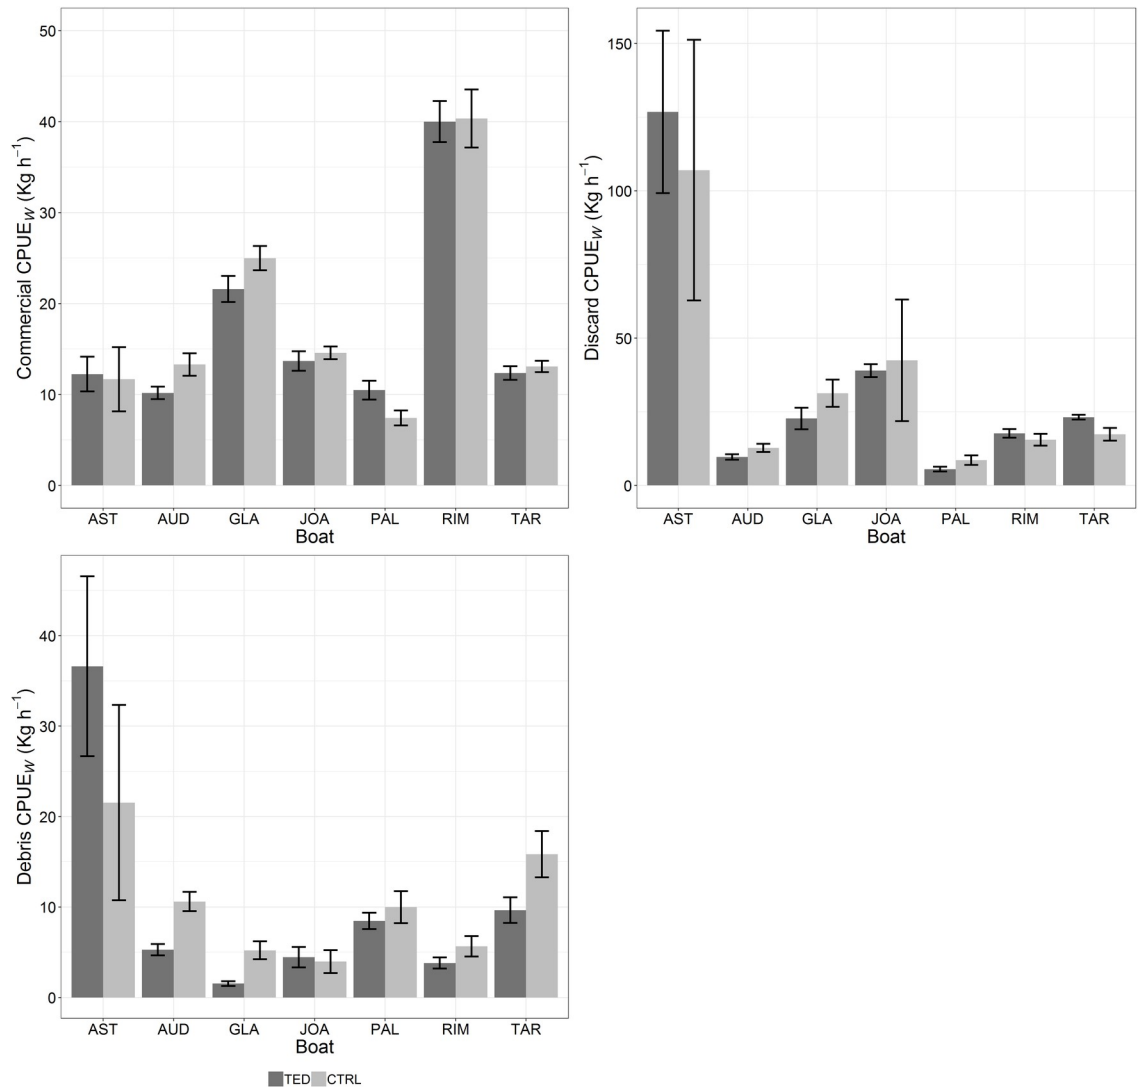 Commercial CPUE_W (Kg h⁻¹)
50
40
30
20
10
0
AST AUD GLA JOA PAL RIM TAR
Boat
Discard CPUE_W (Kg h⁻¹)
150
100
50
0
AST AUD GLA JOA PAL RIM TAR
Boat
Debris CPUE_W (Kg h⁻¹)
40
30
20
10
0
AST AUD GLA JOA PAL RIM TAR
Boat
TED CTRL